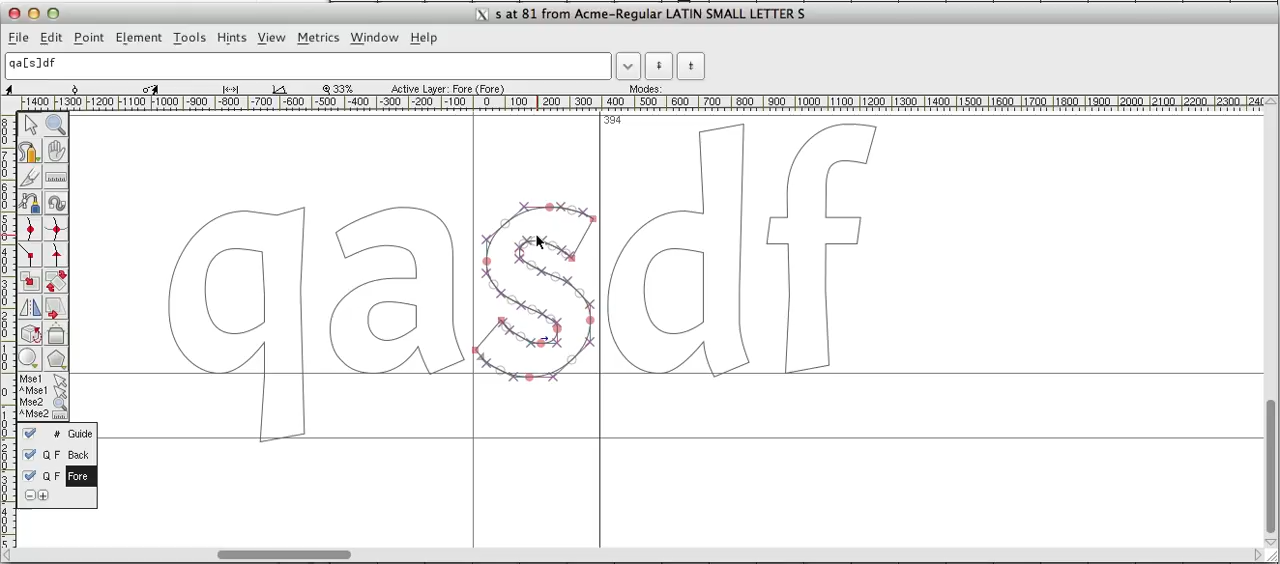 s at 81 from Acme-Regular LATIN SMALL LETTER S
File Edit Point Element Tools Hints View Metrics Window Help
qa[s]df
33% Active Layer: Fore (Fore) Modes:
-1400 -1300 -1200 -1100 -1000 -900 -800 -700 -600 -500 -400 -300 -200 -100 0 100 200 300 400 500 600 700 800 900 1000 1100 1200 1300 1400 1500 1600 1700 1800 1900 2000 2100 2200 2300
394
qasdf
Mse1
^Mse1
Mse2
^Mse2
# Guide
Q F Back
Q F Fore